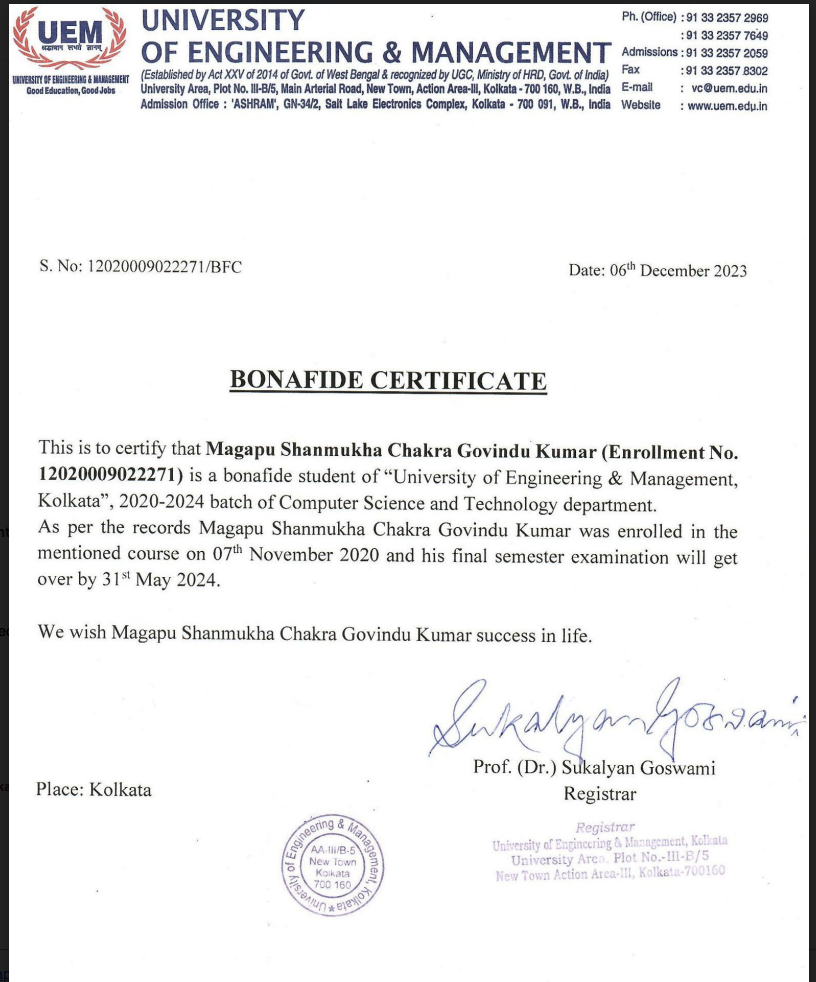 UEM
श्रद्धावान लभते ज्ञानम्
UNIVERSITY OF ENGINEERING & MANAGEMENT
Good Education, Good Jobs
UNIVERSITY
OF ENGINEERING & MANAGEMENT
(Established by Act XXV of 2014 of Govt. of West Bengal & recognized by UGC, Ministry of HRD, Govt. of India)
University Area, Plot No. III-B/5, Main Arterial Road, New Town, Action Area-III, Kolkata - 700 160, W.B., India
Admission Office : 'ASHRAM', GN-34/2, Salt Lake Electronics Complex, Kolkata - 700 091, W.B., India
Ph. (Office) : 91 33 2357 2969
: 91 33 2357 7649
Admissions : 91 33 2357 2059
Fax : 91 33 2357 8302
E-mail : vc@uem.edu.in
Website : www.uem.edu.in
S. No: 12020009022271/BFC
Date: 06th December 2023
BONAFIDE CERTIFICATE
This is to certify that Magapu Shanmukha Chakra Govindu Kumar (Enrollment No.
12020009022271) is a bonafide student of “University of Engineering & Management,
Kolkata”, 2020-2024 batch of Computer Science and Technology department.
As per the records Magapu Shanmukha Chakra Govindu Kumar was enrolled in the
mentioned course on 07th November 2020 and his final semester examination will get
over by 31st May 2024.
We wish Magapu Shanmukha Chakra Govindu Kumar success in life.
Sukalyan Goswami
Prof. (Dr.) Sukalyan Goswami
Registrar
Place: Kolkata
Registrar
University of Engineering & Management, Kolkata
University Area, Plot No.-III-B/5
New Town Action Area-III, Kolkata-700160
University of Engineering & Management, Kolkata
AA-III/B-5
New Town
Kolkata
700 160